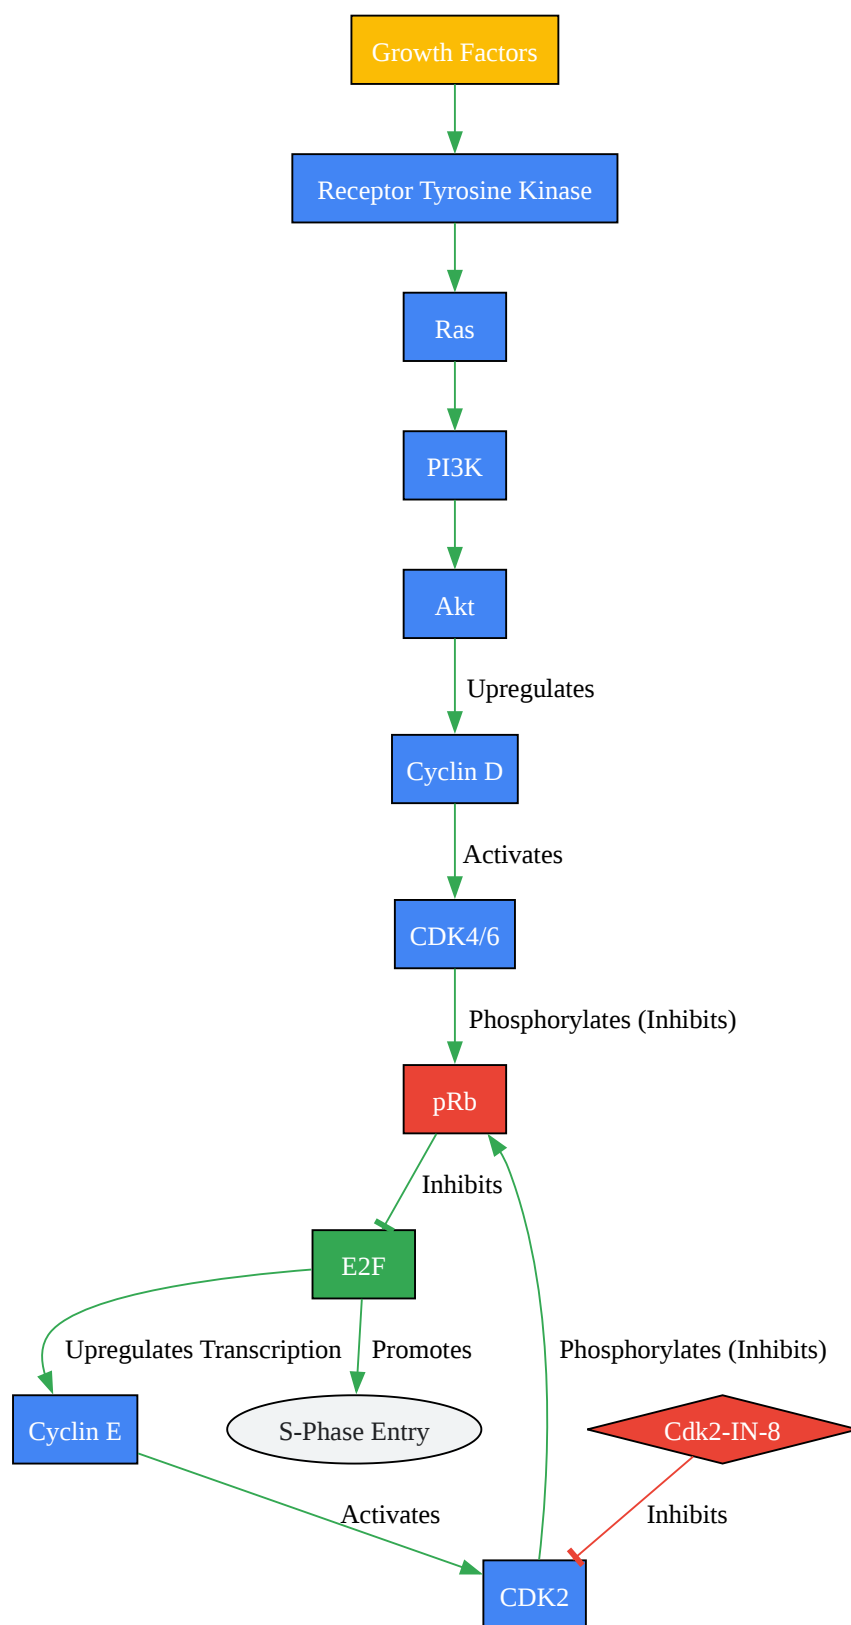 Growth Factors
Receptor Tyrosine Kinase
Ras
PI3K
Akt
Upregulates
Cyclin D
Activates
CDK4/6
Phosphorylates (Inhibits)
pRb
Inhibits
E2F
Upregulates Transcription
Promotes
Phosphorylates (Inhibits)
Cyclin E
S-Phase Entry
Cdk2-IN-8
Activates
Inhibits
CDK2